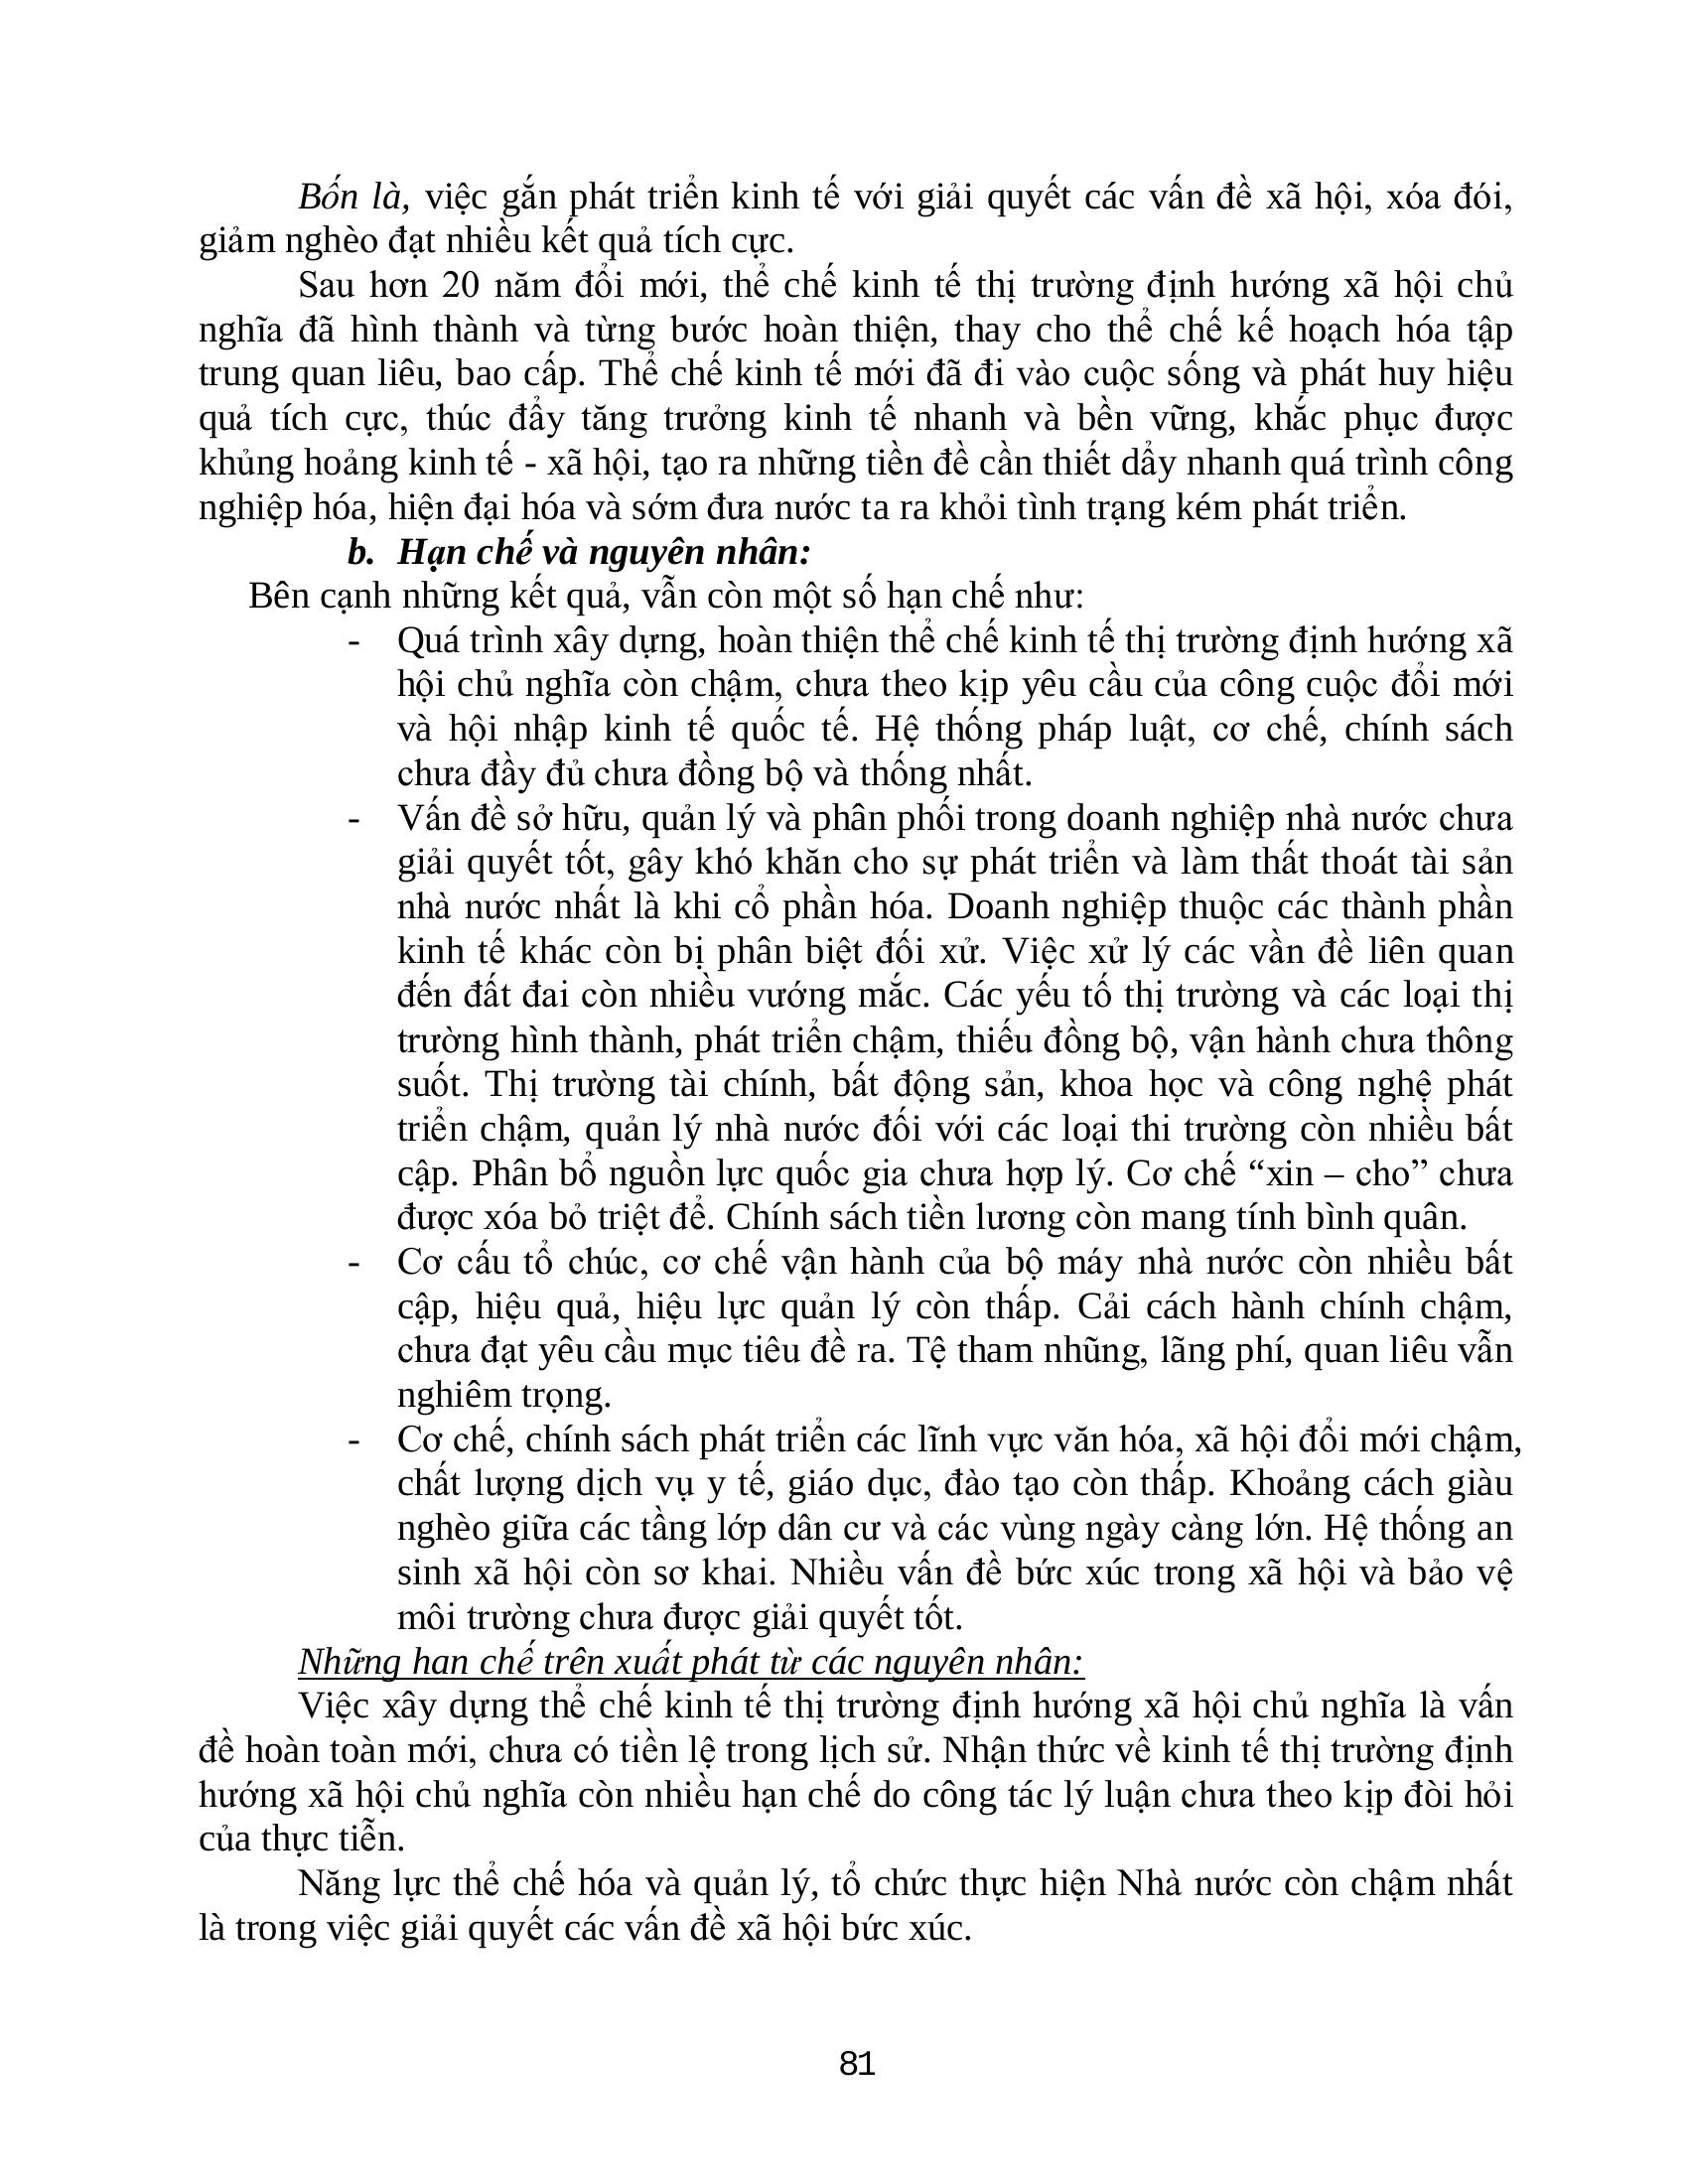 Bốn là, việc gắn phát triển kinh tế với giải quyết các vấn đề xã hội, xóa đói,
giảm nghèo đạt nhiều kết quả tích cực.
Sau hơn 20 năm đổi mới, thể chế kinh tế thị trường định hướng xã hội chủ
nghĩa đã hình thành và từng bước hoàn thiện, thay cho thể chế kế hoạch hóa tập
trung quan liêu, bao cấp. Thể chế kinh tế mới đã đi vào cuộc sống và phát huy hiệu
quả tích cực, thúc đẩy tăng trưởng kinh tế nhanh và bền vững, khắc phục được
khủng hoảng kinh tế - xã hội, tạo ra những tiền đề cần thiết dẩy nhanh quá trình công
nghiệp hóa, hiện đại hóa và sớm đưa nước ta ra khỏi tình trạng kém phát triển.
b. Hạn chế và nguyên nhân:
Bên cạnh những kết quả, vẫn còn một số hạn chế như:
- Quá trình xây dựng, hoàn thiện thể chế kinh tế thị trường định hướng xã
hội chủ nghĩa còn chậm, chưa theo kịp yêu cầu của công cuộc đổi mới
và hội nhập kinh tế quốc tế. Hệ thống pháp luật, cơ chế, chính sách
chưa đầy đủ chưa đồng bộ và thống nhất.
- Vấn đề sở hữu, quản lý và phân phối trong doanh nghiệp nhà nước chưa
giải quyết tốt, gây khó khăn cho sự phát triển và làm thất thoát tài sản
nhà nước nhất là khi cổ phần hóa. Doanh nghiệp thuộc các thành phần
kinh tế khác còn bị phân biệt đối xử. Việc xử lý các vần đề liên quan
đến đất đai còn nhiều vướng mắc. Các yếu tố thị trường và các loại thị
trường hình thành, phát triển chậm, thiếu đồng bộ, vận hành chưa thông
suốt. Thị trường tài chính, bất động sản, khoa học và công nghệ phát
triển chậm, quản lý nhà nước đối với các loại thi trường còn nhiều bất
cập. Phân bổ nguồn lực quốc gia chưa hợp lý. Cơ chế “xin – cho” chưa
được xóa bỏ triệt để. Chính sách tiền lương còn mang tính bình quân.
- Cơ cấu tổ chúc, cơ chế vận hành của bộ máy nhà nước còn nhiều bất
cập, hiệu quả, hiệu lực quản lý còn thấp. Cải cách hành chính chậm,
chưa đạt yêu cầu mục tiêu đề ra. Tệ tham nhũng, lãng phí, quan liêu vẫn
nghiêm trọng.
- Cơ chế, chính sách phát triển các lĩnh vực văn hóa, xã hội đổi mới chậm,
chất lượng dịch vụ y tế, giáo dục, đào tạo còn thấp. Khoảng cách giàu
nghèo giữa các tầng lớp dân cư và các vùng ngày càng lớn. Hệ thống an
sinh xã hội còn sơ khai. Nhiều vấn đề bức xúc trong xã hội và bảo vệ
môi trường chưa được giải quyết tốt.
Những han chế trên xuất phát từ các nguyên nhân:
Việc xây dựng thể chế kinh tế thị trường định hướng xã hội chủ nghĩa là vấn
đề hoàn toàn mới, chưa có tiền lệ trong lịch sử. Nhận thức về kinh tế thị trường định
hướng xã hội chủ nghĩa còn nhiều hạn chế do công tác lý luận chưa theo kịp đòi hỏi
của thực tiễn.
Năng lực thể chế hóa và quản lý, tổ chức thực hiện Nhà nước còn chậm nhất
là trong việc giải quyết các vấn đề xã hội bức xúc.
81